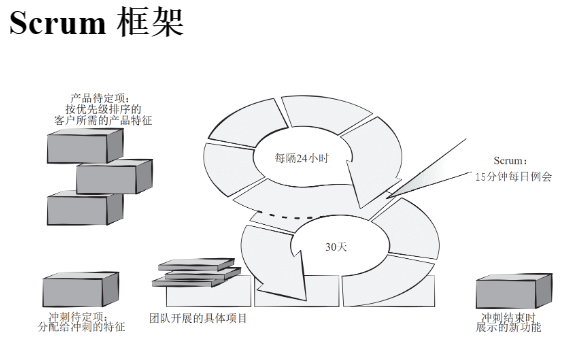 Scrum 框架
产品待定项：
按优先级排序的
客户所需的产品特征
每隔24小时
Scrum：
15分钟每日例会
30天
冲刺待定项：
分配给冲刺的特征
团队开展的具体项目
冲刺结束时
展示的新功能